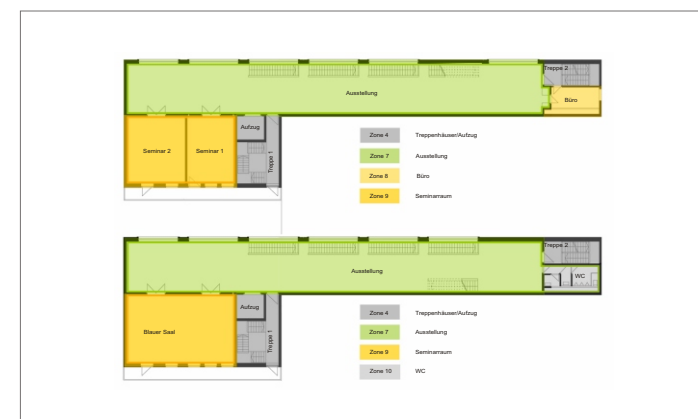 Treppe 2
Ausstellung
Büro
Aufzug
Seminar 2
Seminar 1
Treppe 1
Zone 4 Treppenhäuser/Aufzug
Zone 7 Ausstellung
Zone 8 Büro
Zone 9 Seminarraum
Treppe 2
Ausstellung
WC
Aufzug
Blauer Saal
Treppe 1
Zone 4 Treppenhäuser/Aufzug
Zone 7 Ausstellung
Zone 9 Seminarraum
Zone 10 WC